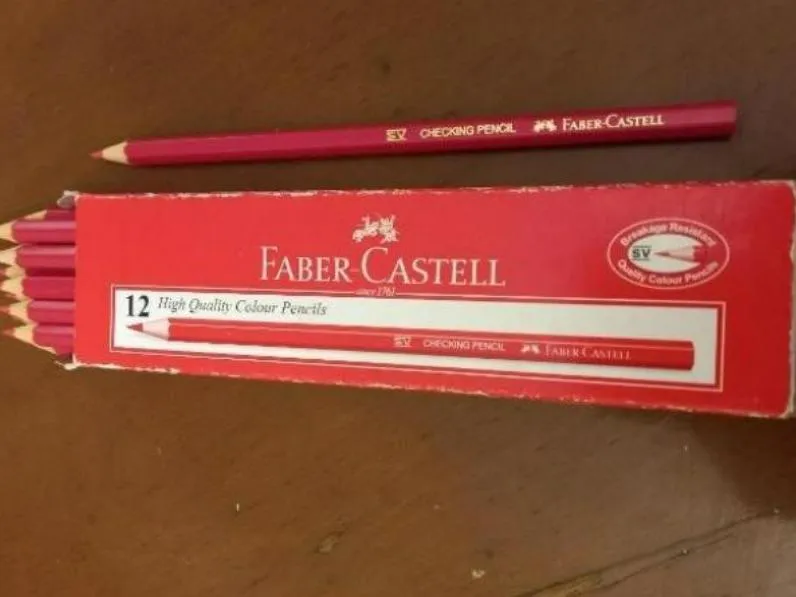 SV CHECKING PENCIL FABER-CASTELL
FABER-CASTELL
since 1761
Breakage Resistant
SV
Quality Colour Pencils
12 High Quality Colour Pencils
SV CHECKING PENCIL FABER-CASTELL